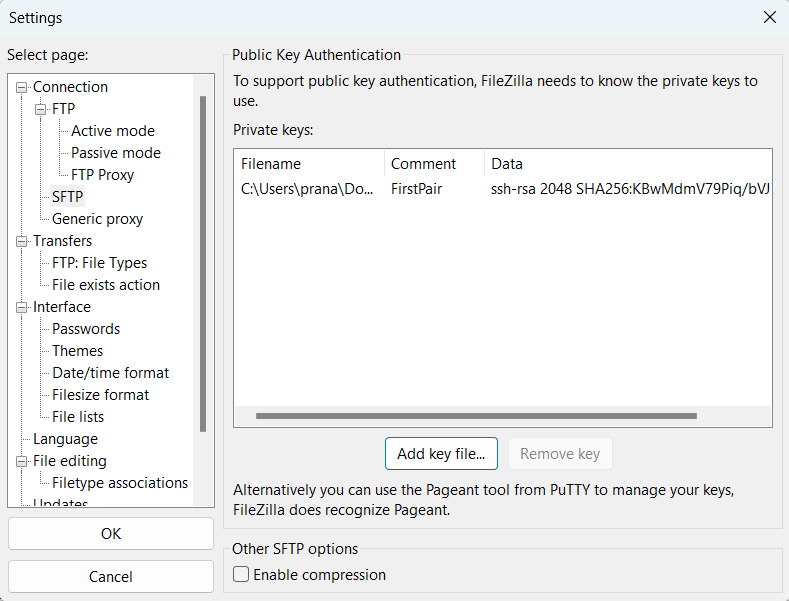 Settings
Select page:
Connection
FTP
Active mode
Passive mode
FTP Proxy
SFTP
Generic proxy
Transfers
FTP: File Types
File exists action
Interface
Passwords
Themes
Date/time format
Filesize format
File lists
Language
File editing
Filetype associations
Updates
OK
Cancel
Public Key Authentication
To support public key authentication, FileZilla needs to know the private keys to
use.
Private keys:
Filename Comment Data
C:\Users\prana\Do... FirstPair ssh-rsa 2048 SHA256:KBwMdmV79Piq/bVJ
Add key file... Remove key
Alternatively you can use the Pageant tool from PuTTY to manage your keys,
FileZilla does recognize Pageant.
Other SFTP options
Enable compression